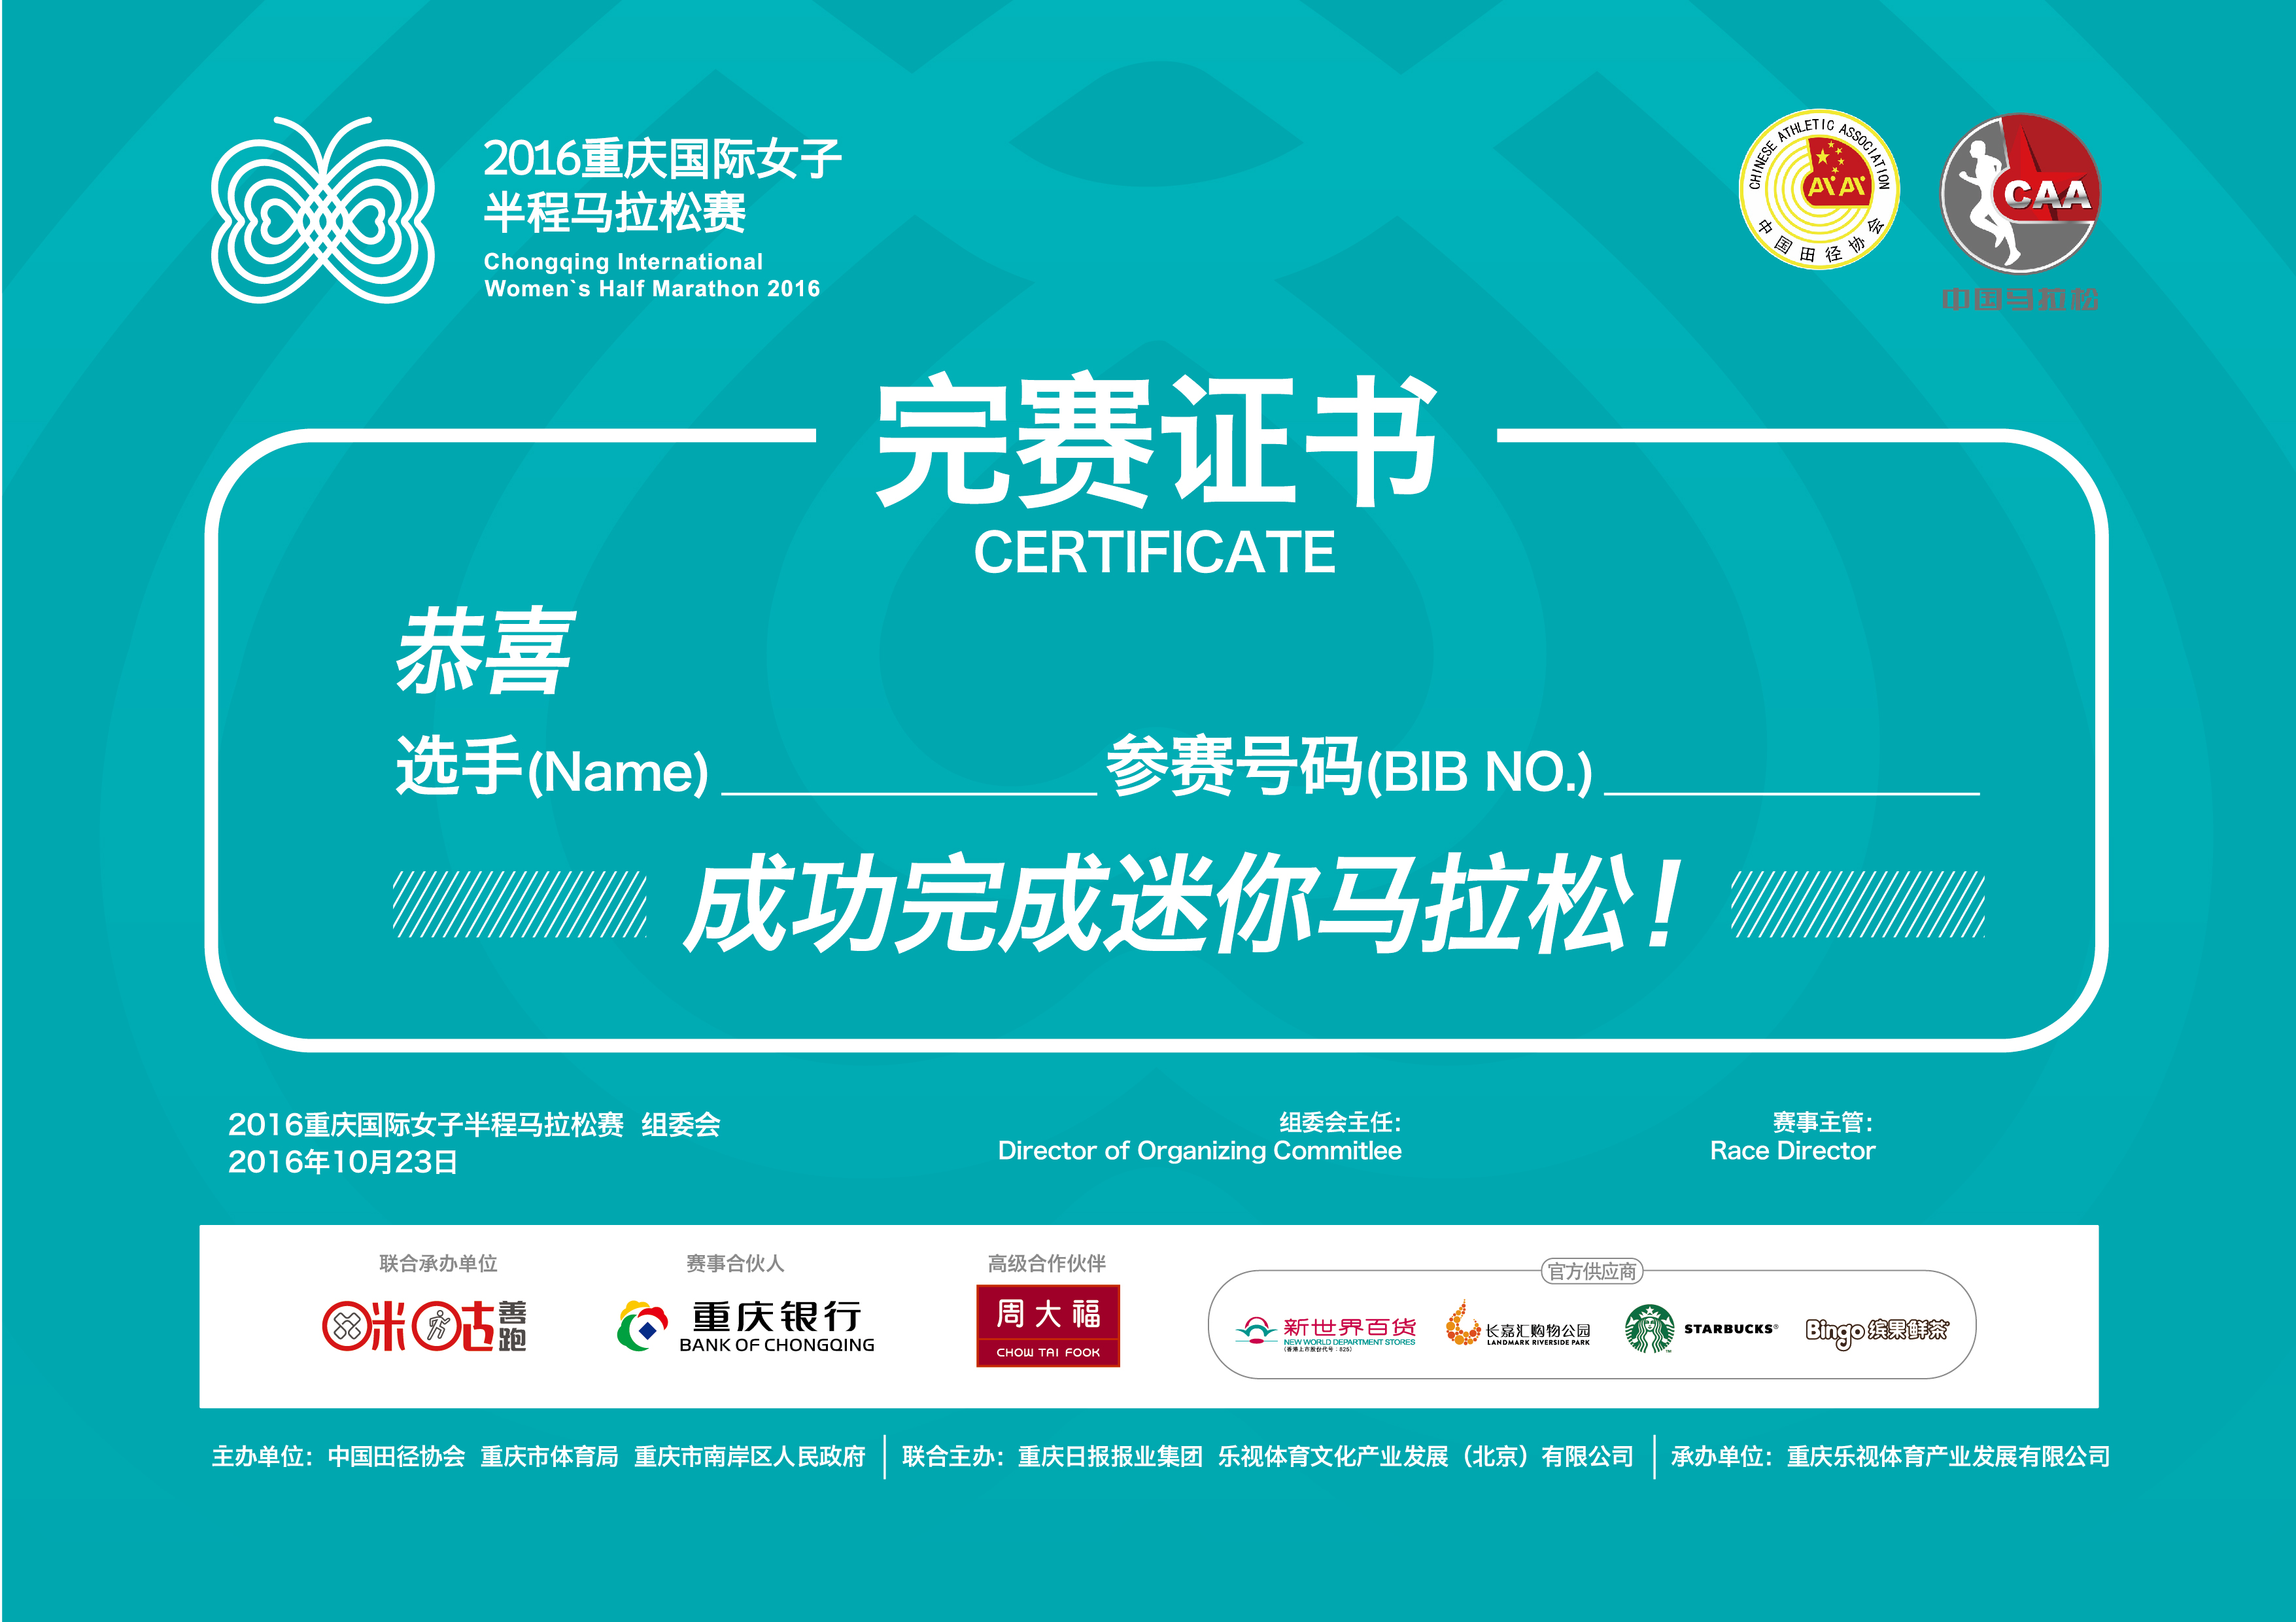 2016重庆国际女子
半程马拉松赛
Chongqing International
Women`s Half Marathon 2016
CHINESE ATHLETIC ASSOCIATION
中国田径协会
CAA
中国马拉松
完赛证书
CERTIFICATE
恭喜
选手(Name) 参赛号码(BIB NO.)
成功完成迷你马拉松！
2016重庆国际女子半程马拉松赛 组委会
2016年10月23日
组委会主任：
Director of Organizing Commitlee
赛事主管：
Race Director
联合承办单位
咪咕善跑
赛事合伙人
重庆银行
BANK OF CHONGQING
高级合作伙伴
周大福
CHOW TAI FOOK
官方供应商
新世界百货
NEW WORLD DEPARTMENT STORES
(香港上市股份代号：825)
长嘉汇购物公园
LANDMARK RIVERSIDE PARK
STARBUCKS®
Bingo 缤果鲜茶
主办单位：中国田径协会 重庆市体育局 重庆市南岸区人民政府 | 联合主办：重庆日报报业集团 乐视体育文化产业发展（北京）有限公司 | 承办单位：重庆乐视体育产业发展有限公司